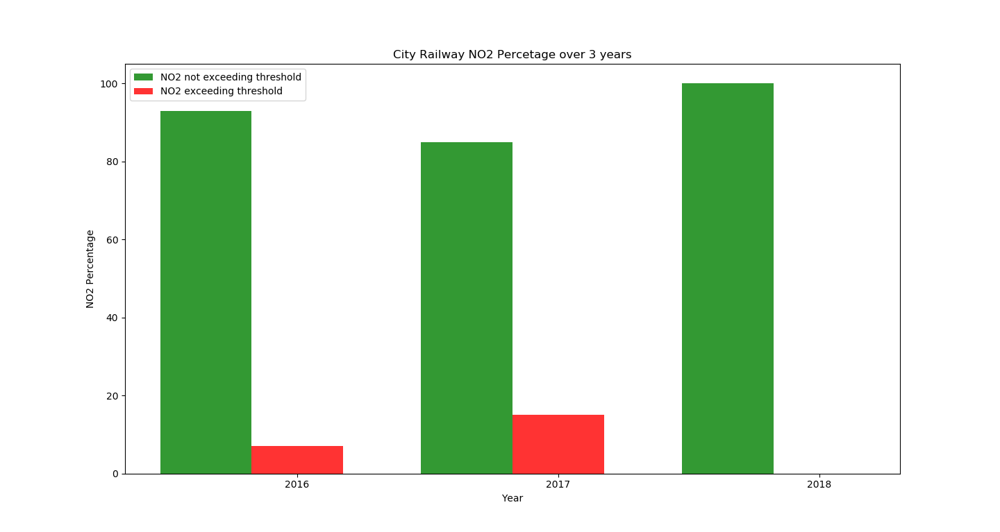 City Railway NO2 Percetage over 3 years
NO2 not exceeding threshold
NO2 exceeding threshold
100
80
60
40
20
0
NO2 Percentage
2016 2017 2018
Year